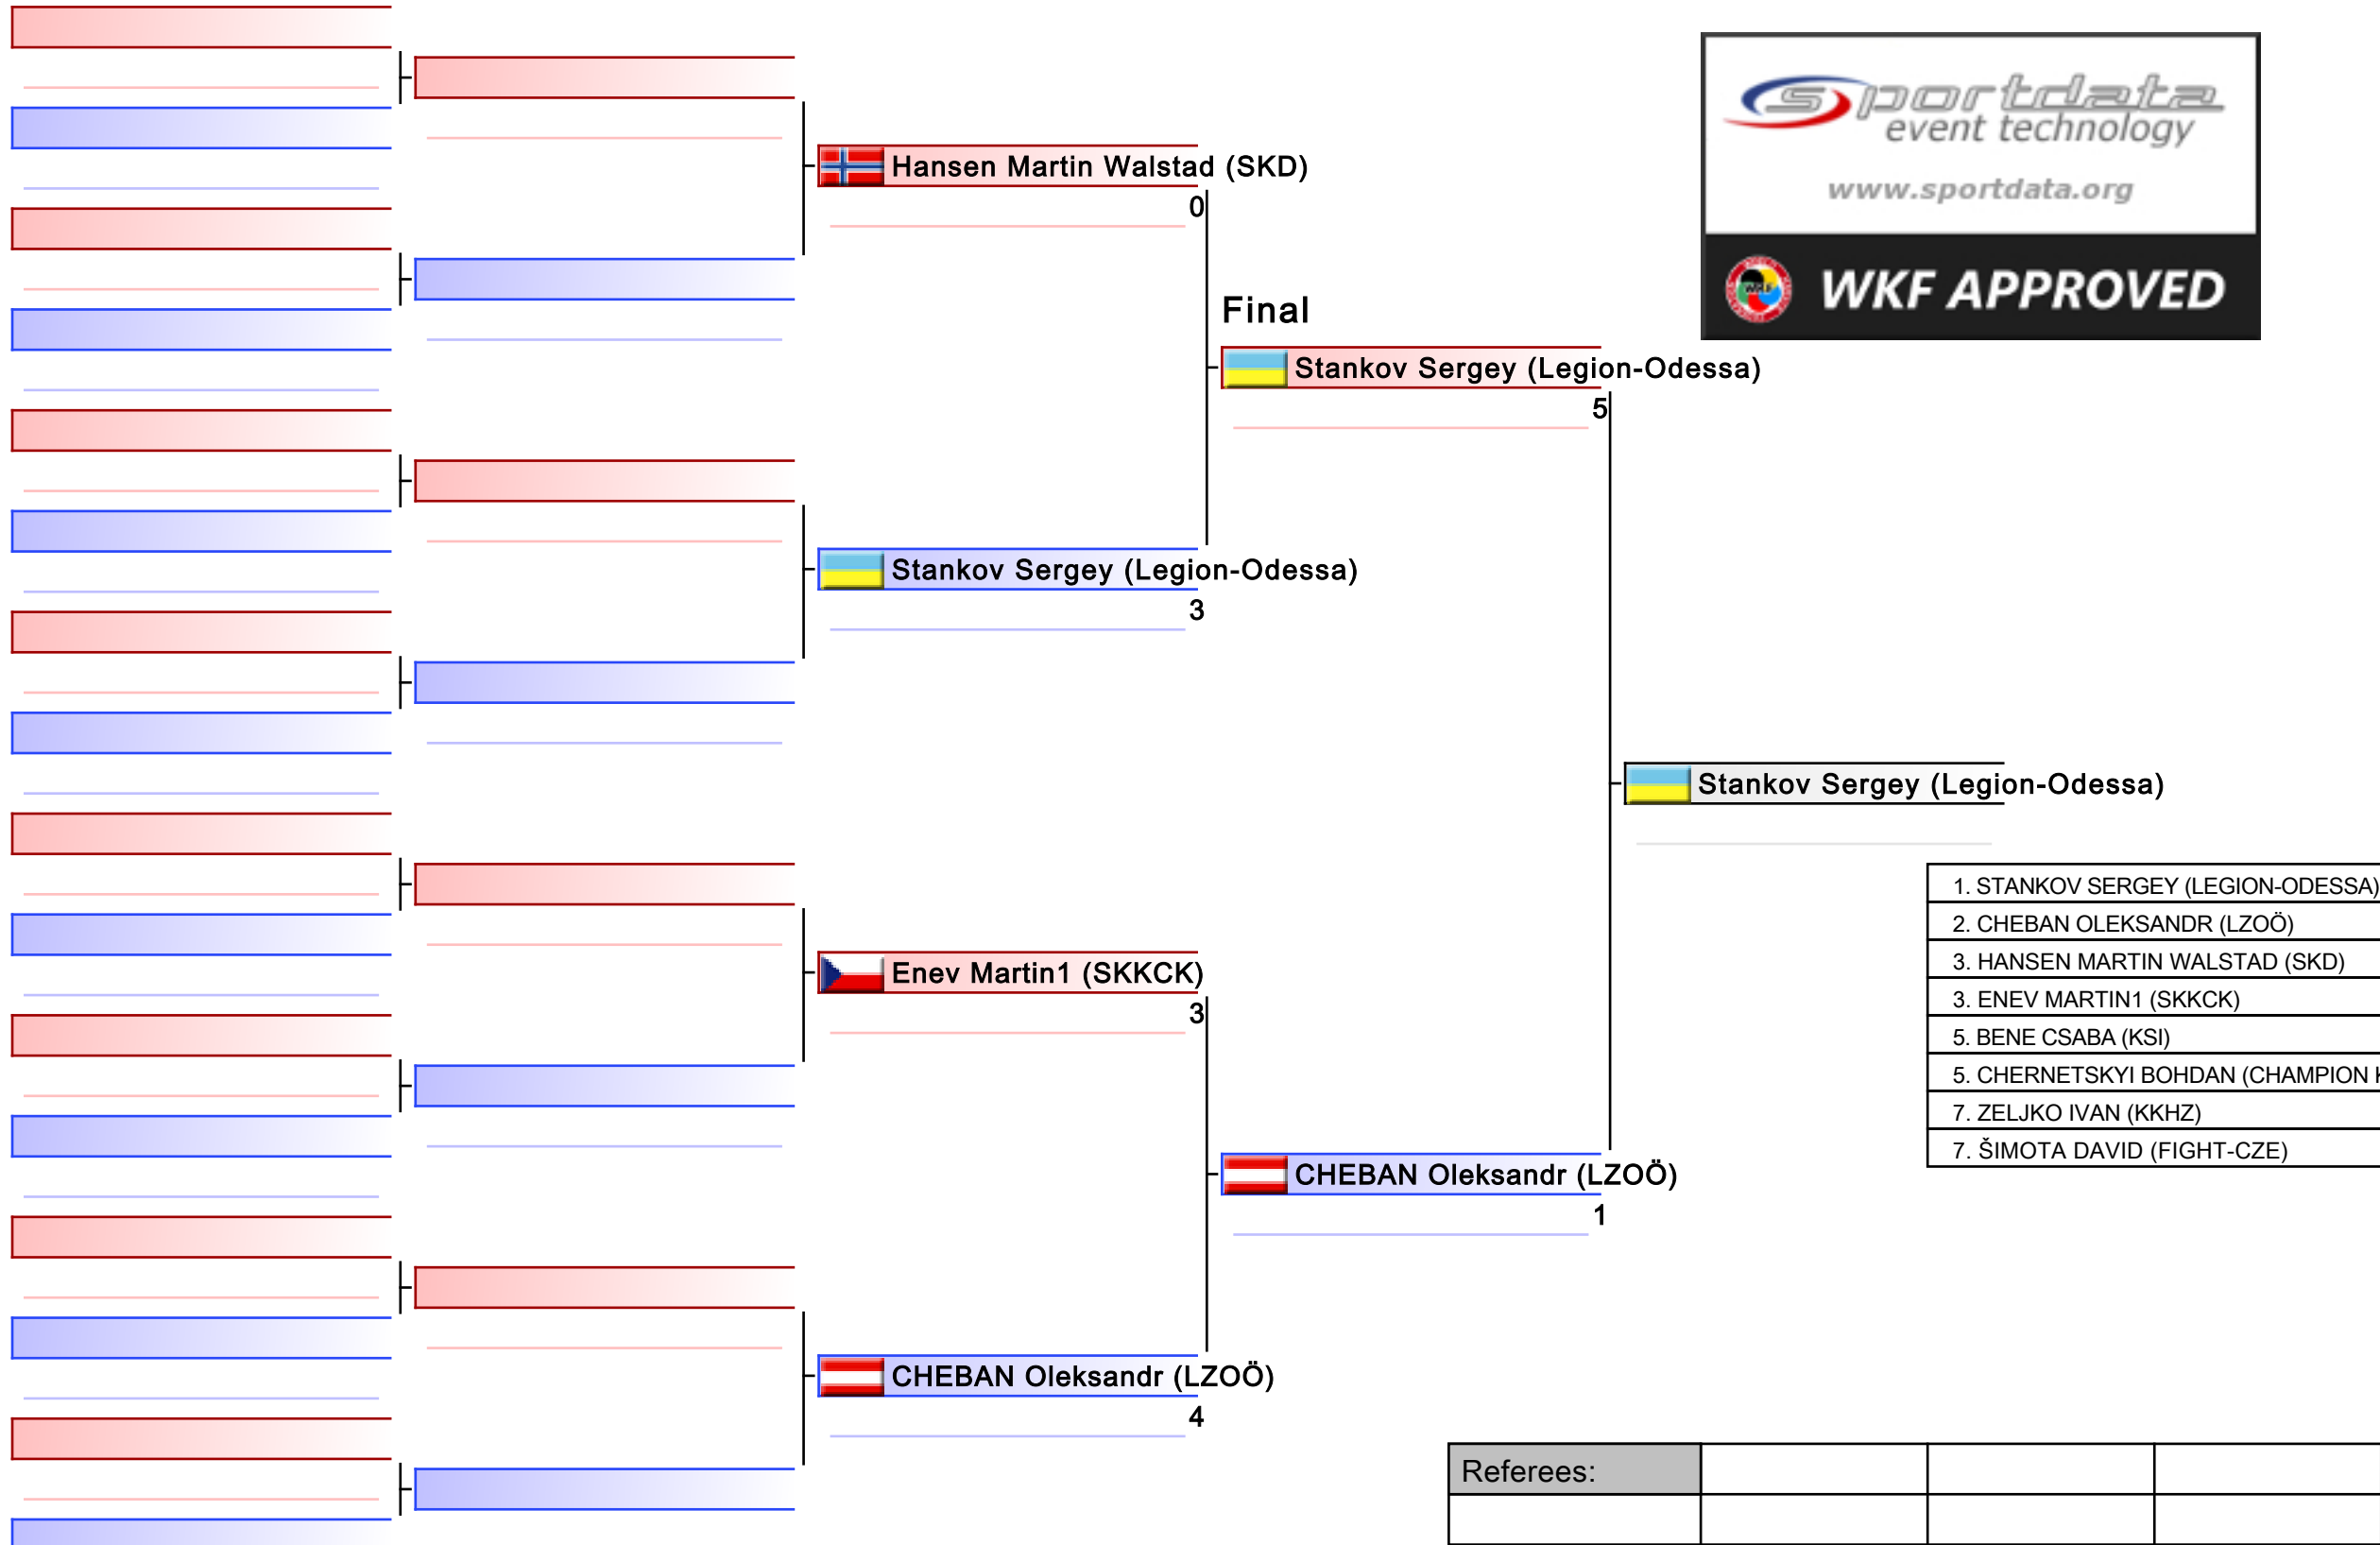 sportdata
event technology
www.sportdata.org
WKF
WKF APPROVED
Hansen Martin Walstad (SKD)
0
Final
Stankov Sergey (Legion-Odessa)
5
Stankov Sergey (Legion-Odessa)
3
Stankov Sergey (Legion-Odessa)
1. STANKOV SERGEY (LEGION-ODESSA)
2. CHEBAN OLEKSANDR (LZOÖ)
3. HANSEN MARTIN WALSTAD (SKD)
3. ENEV MARTIN1 (SKKCK)
5. BENE CSABA (KSI)
5. CHERNETSKYI BOHDAN (CHAMPION
7. ZELJKO IVAN (KKHZ)
7. ŠIMOTA DAVID (FIGHT-CZE)
Enev Martin1 (SKKCK)
3
CHEBAN Oleksandr (LZOÖ)
1
CHEBAN Oleksandr (LZOÖ)
4
Referees: